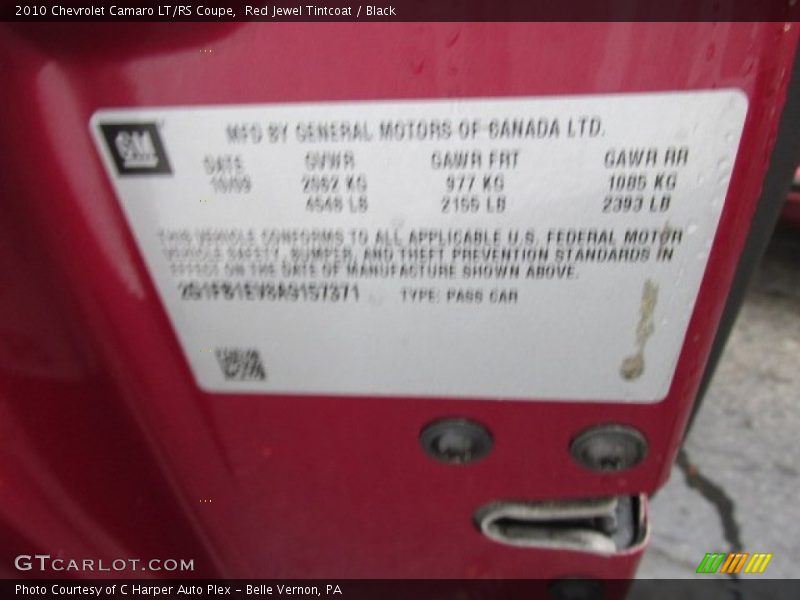 2010 Chevrolet Camaro LT/RS Coupe,  Red Jewel Tintcoat / Black
GM
MFG BY GENERAL MOTORS OF CANADA LTD.
DATE GVWR GAWR FRT GAWR RR
10/09 2062 KG 977 KG 1085 KG
4546 LB 2155 LB 2393 LB
THIS VEHICLE CONFORMS TO ALL APPLICABLE U.S. FEDERAL MOTOR
VEHICLE SAFETY, BUMPER, AND THEFT PREVENTION STANDARDS IN
EFFECT ON THE DATE OF MANUFACTURE SHOWN ABOVE.
2G1FB1EV8A9157371 TYPE: PASS CAR
GTCARLOT.COM
Photo Courtesy of C Harper Auto Plex – Belle Vernon, PA